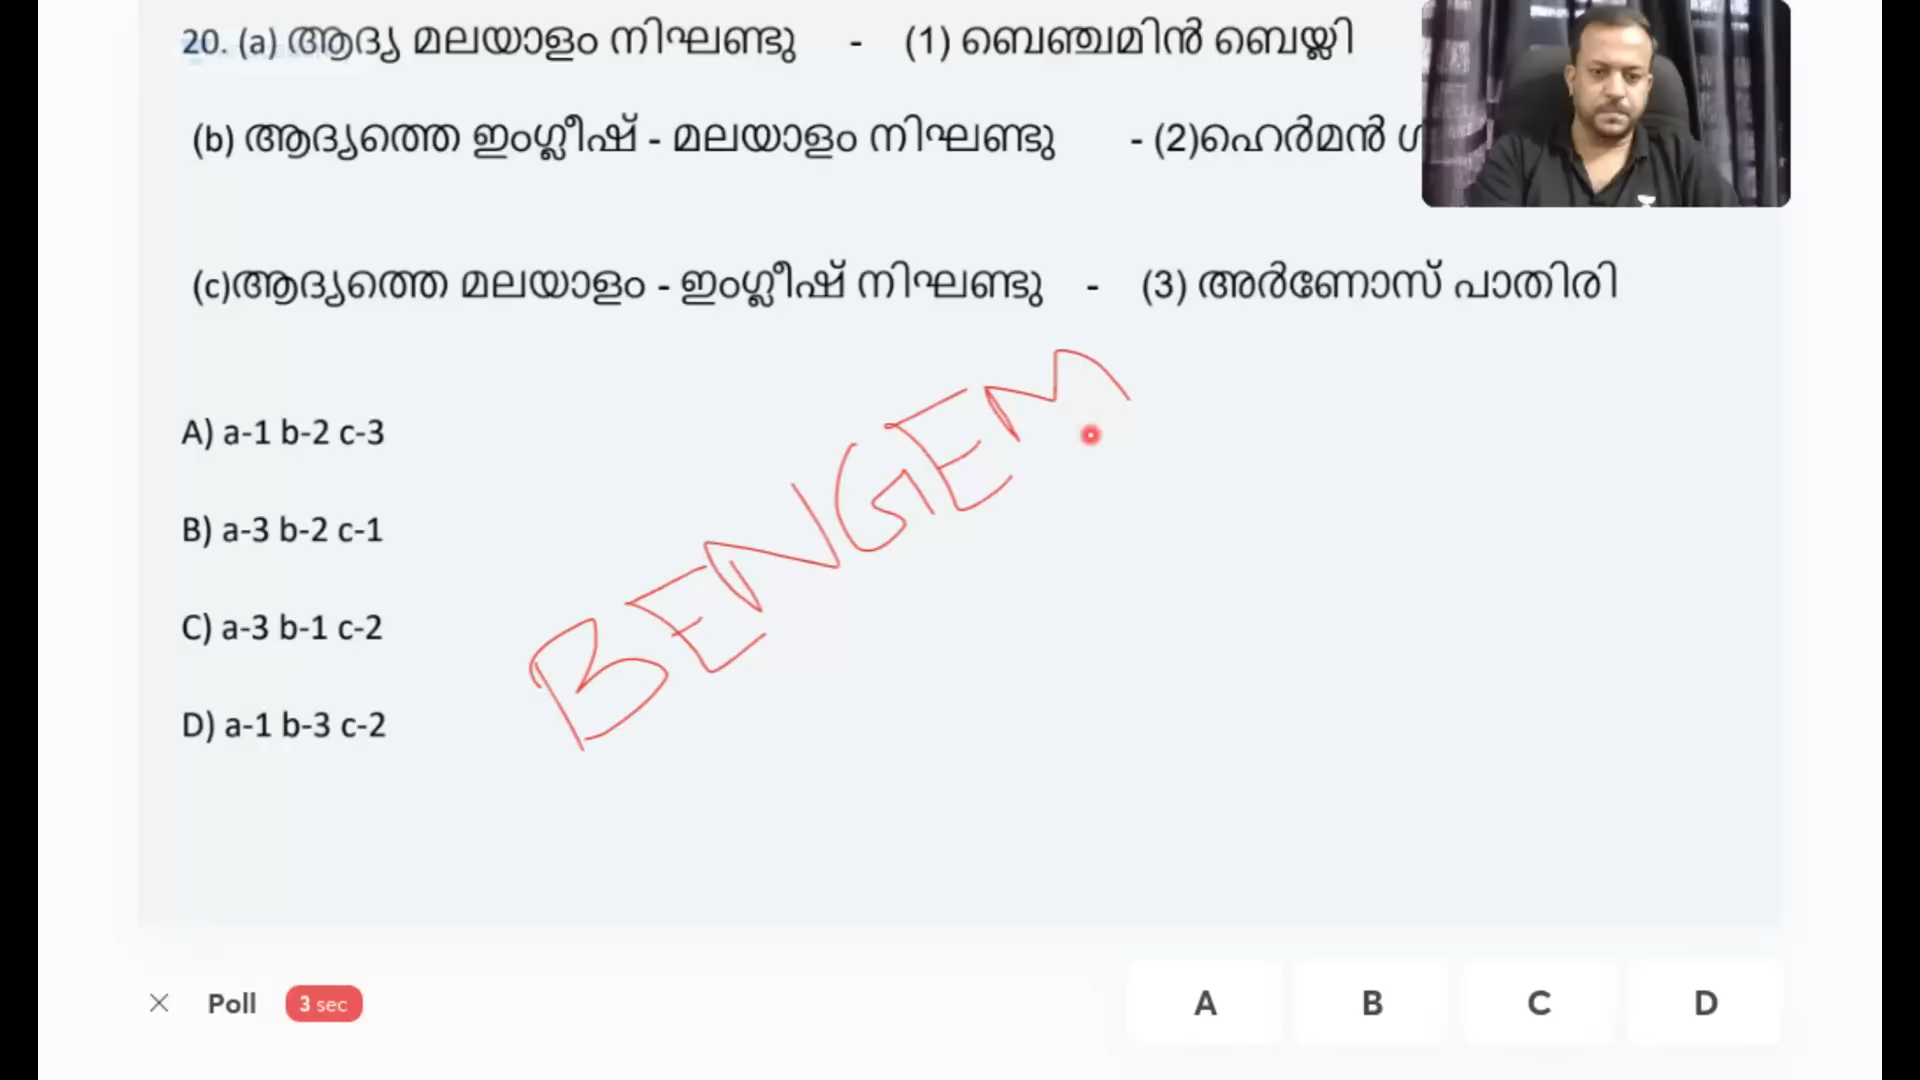 20. (a) ആദ്യ മലയാളം നിഘണ്ടു - (1) ബെഞ്ചമിൻ ബെയ്ലി
(b) ആദ്യത്തെ ഇംഗ്ലീഷ് - മലയാളം നിഘണ്ടു - (2)ഹെർമൻ
(c)ആദ്യത്തെ മലയാളം - ഇംഗ്ലീഷ് നിഘണ്ടു - (3) അർണോസ് പാതിരി
A) a-1 b-2 c-3
B) a-3 b-2 c-1
C) a-3 b-1 c-2
D) a-1 b-3 c-2
BENGEM
Poll 3 sec A B C D